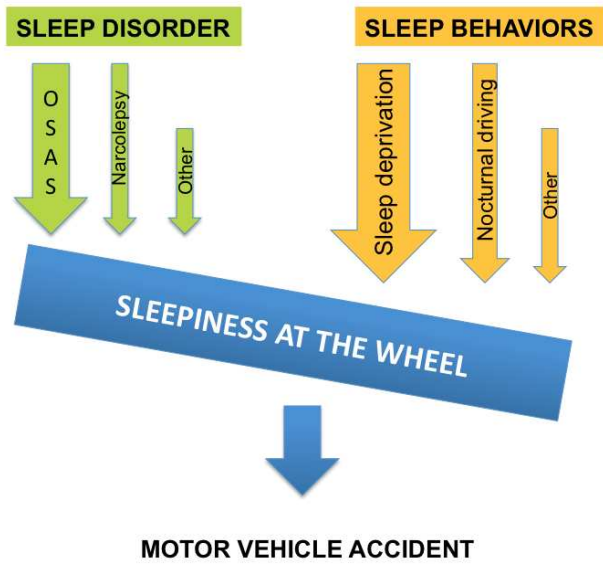 SLEEP DISORDER
SLEEP BEHAVIORS
OSAS
Narcolepsy
Other
Sleep deprivation
Nocturnal driving
Other
SLEEPINESS AT THE WHEEL
MOTOR VEHICLE ACCIDENT